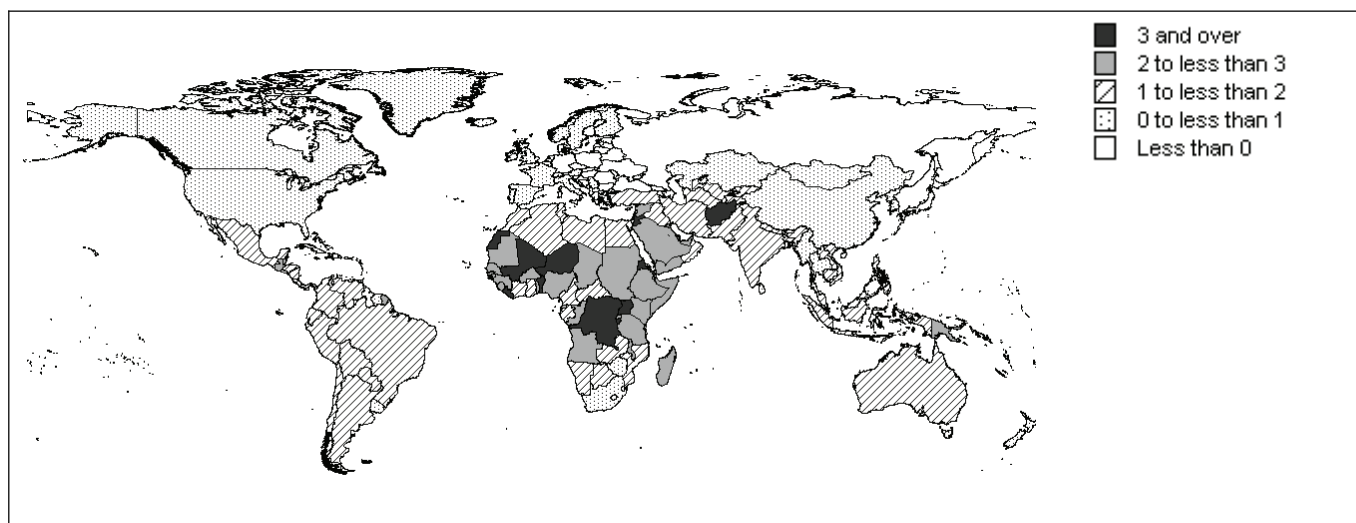 3 and over
2 to less than 3
1 to less than 2
0 to less than 1
Less than 0